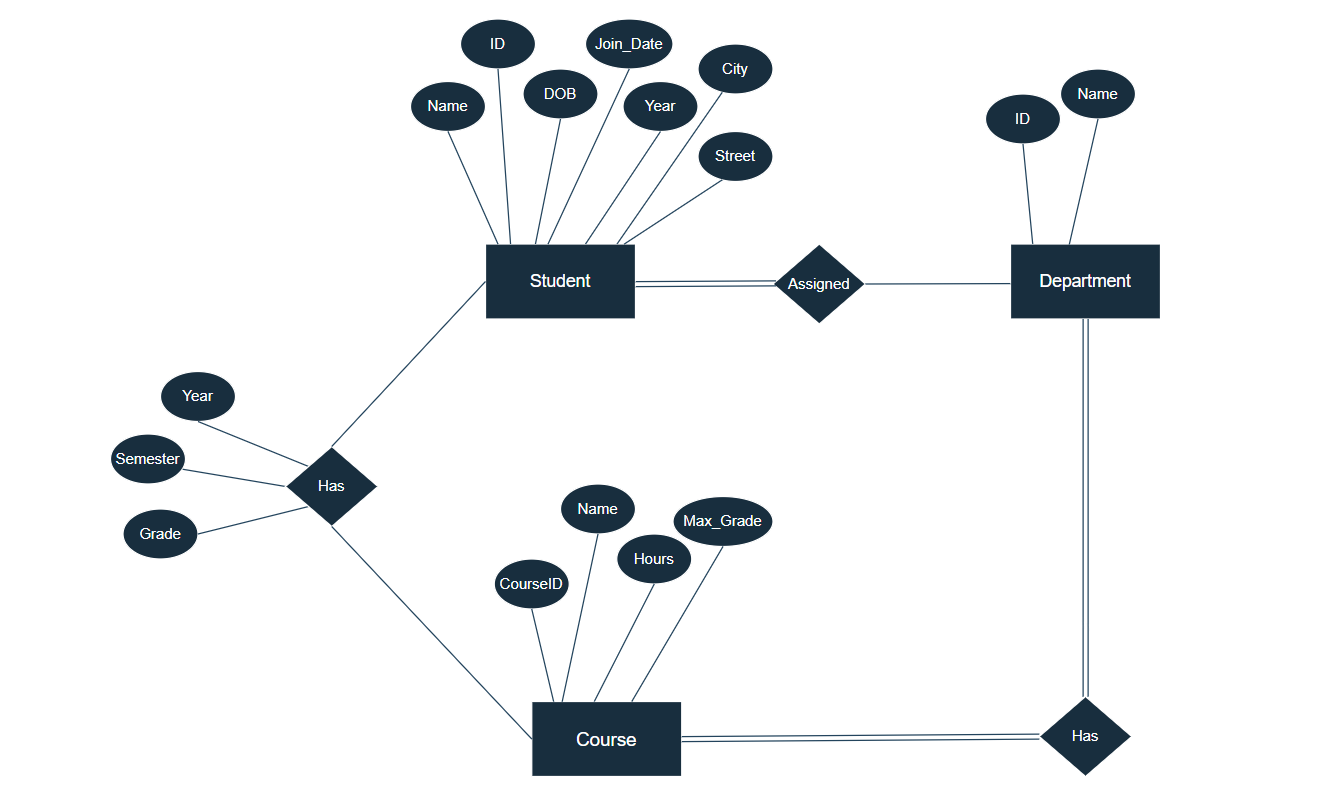 ID
Join_Date
City
DOB
Name
Year
Name
ID
Street
Student
Assigned
Department
Year
Semester
Has
Grade
Name
Max_Grade
Hours
CourseID
Course
Has